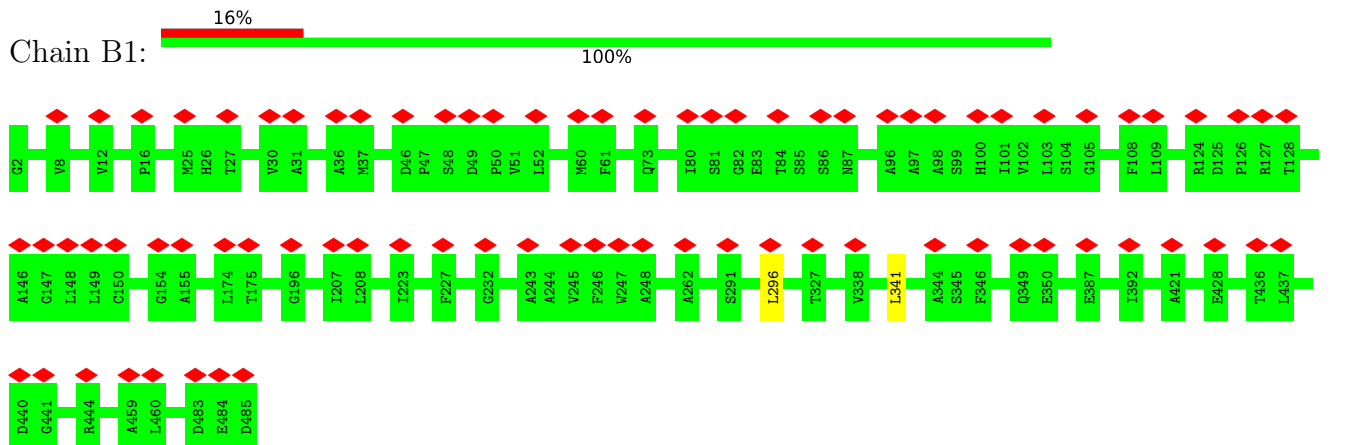 16%
Chain B1:
100%
G2 V8 V12 P16 M25 H26 T27 V30 A31 A36 M37 D46 P47 S48 D49 P50 V51 L52 M60 F61 Q73 I80 S81 G82 E83 T84 S85 S86 N87 A96 A97 A98 S99 H100 I101 V102 L103 S104 G105 F108 L109 R124 D125 P126 R127 T128
A146 G147 L148 L149 C150 G154 A155 L174 T175 G196 I207 L208 I223 F227 G232 A243 A244 V245 F246 W247 A248 A262 S291 L296 T327 V338 L341 A344 S345 F346 Q349 E350 E387 I392 A421 E428 T436 L437
D440 G441 R444 A459 L460 D483 E484 D485